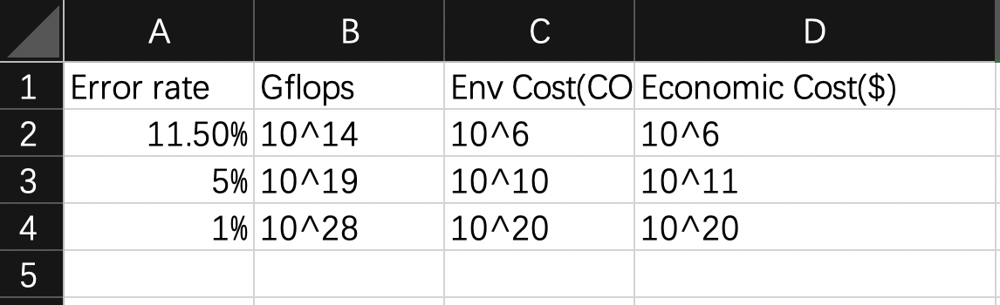 A B C D
1 Error rate Gflops Env Cost(CO Economic Cost($)
2 11.50% 10^14 10^6 10^6
3 5% 10^19 10^10 10^11
4 1% 10^28 10^20 10^20
5